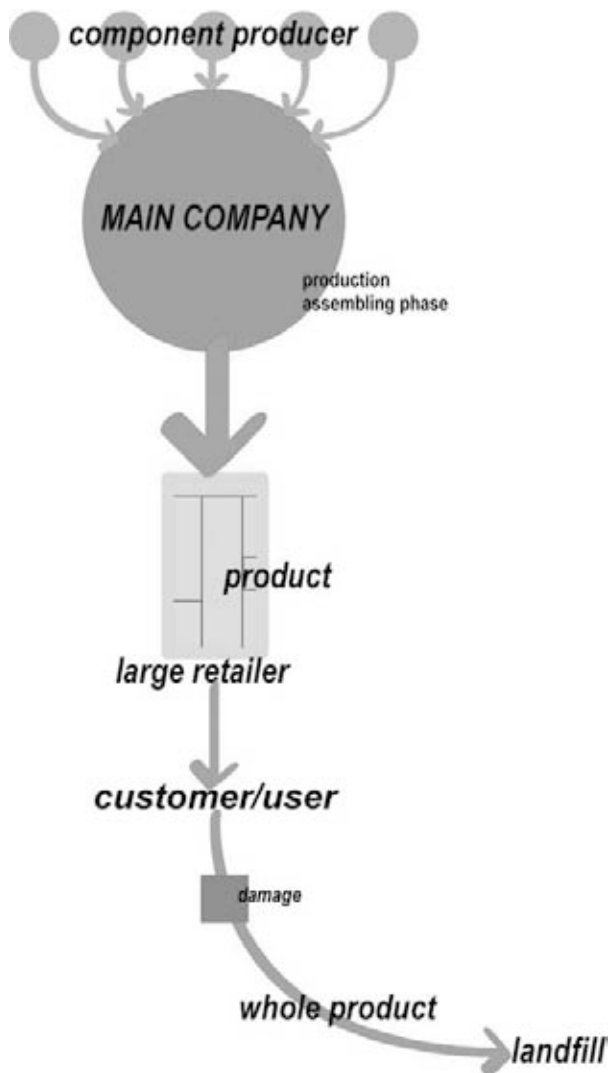 component producer
MAIN COMPANY
production
assembling phase
product
large retailer
customer/user
damage
whole product
landfill